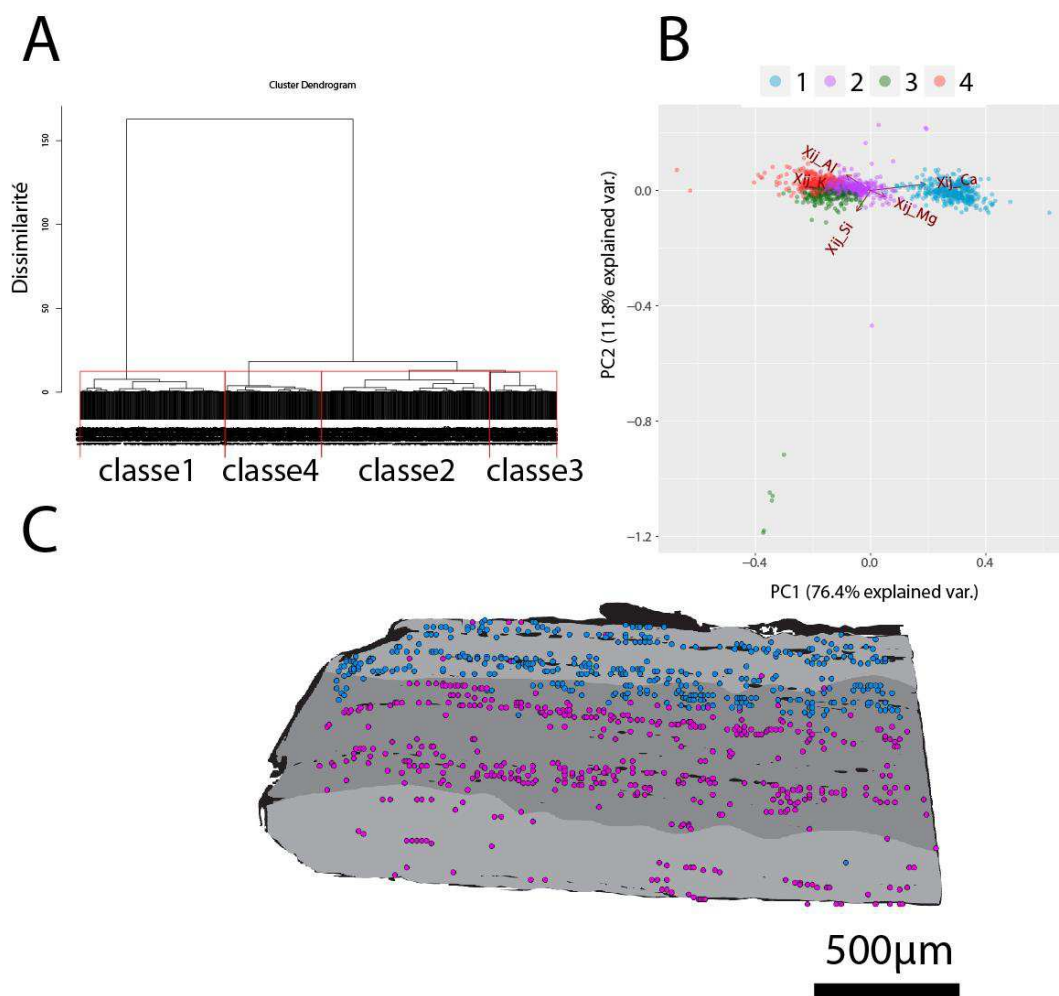 A
Cluster Dendrogram
Dissimilarité
150
100
50
0
classe1 classe4 classe2 classe3
B
1 2 3 4
Xij_Al
Xij_K
Xij_Ca
Xij_Mg
Xij_Si
PC2 (11.8% explained var.)
0.0
−0.4
−0.8
−1.2
−0.4 0.0 0.4
PC1 (76.4% explained var.)
C
500µm